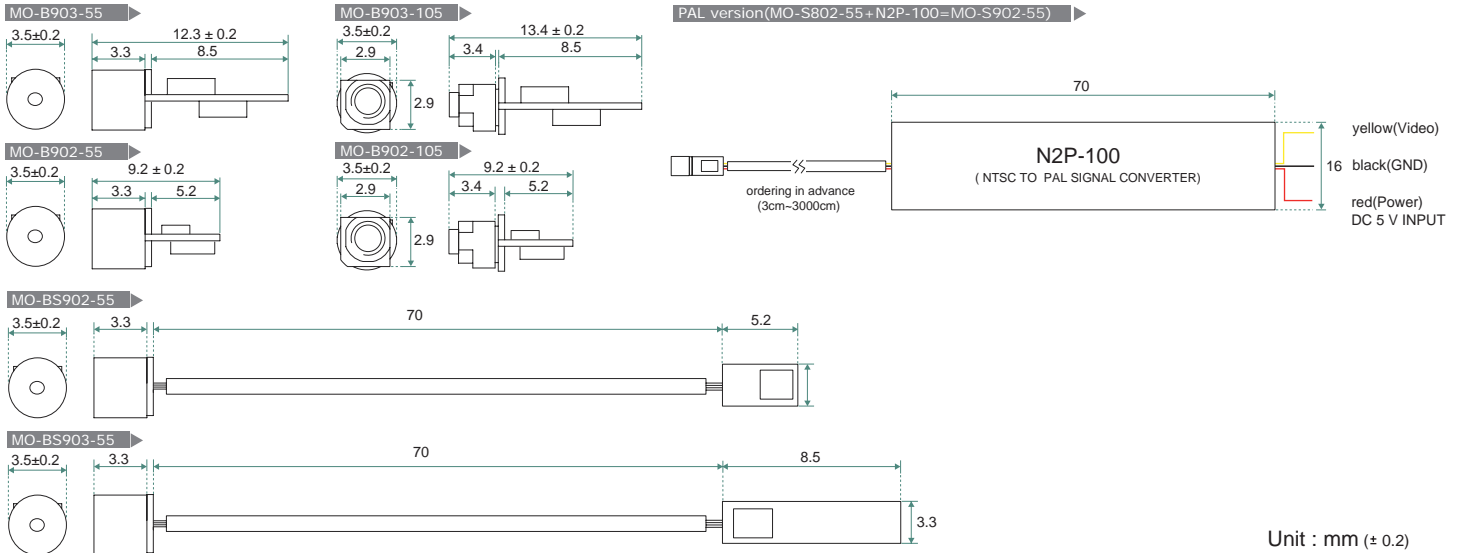 MO-B903-55
3.5±0.2
12.3 ± 0.2
3.3
8.5
MO-B903-105
3.5±0.2
2.9
2.9
13.4 ± 0.2
3.4
8.5
PAL version(MO-S802-55+N2P-100=MO-S902-55)
70
N2P-100
( NTSC TO PAL SIGNAL CONVERTER)
16
yellow(Video)
black(GND)
red(Power)
DC 5 V INPUT
ordering in advance
(3cm~3000cm)
MO-B902-55
3.5±0.2
9.2 ± 0.2
3.3
5.2
MO-B902-105
3.5±0.2
2.9
2.9
9.2 ± 0.2
3.4
5.2
MO-BS902-55
3.5±0.2
3.3
70
5.2
MO-BS903-55
3.5±0.2
3.3
70
8.5
3.3
Unit : mm (± 0.2)